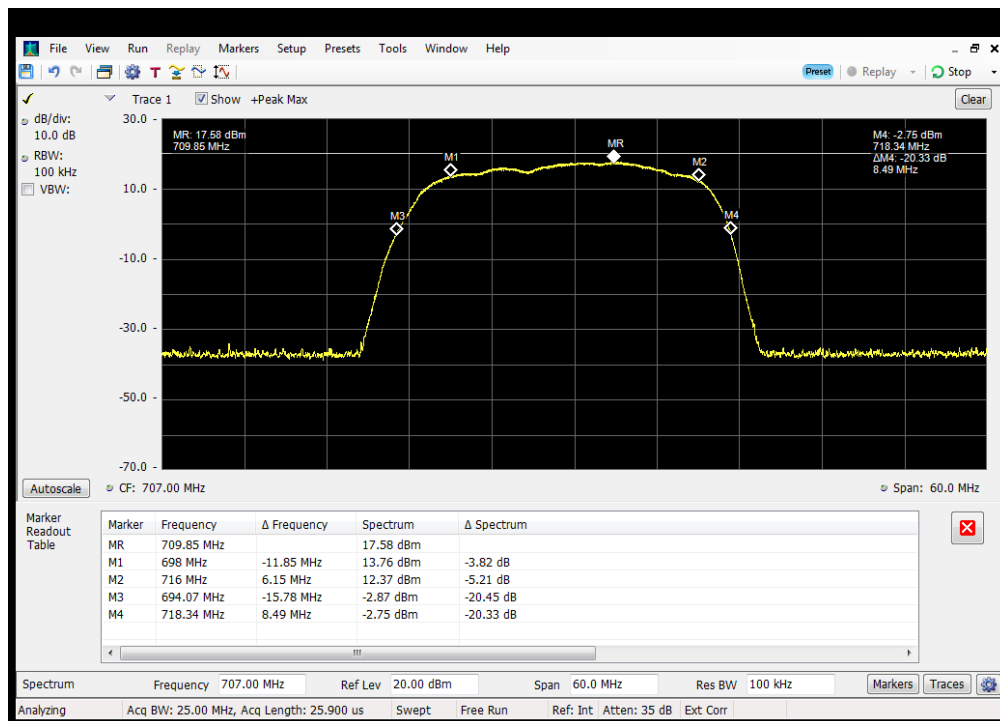 File View Run Replay Markers Setup Presets Tools Window Help
T Preset Replay Stop
Trace 1 Show +Peak Max Clear
dB/div:
10.0 dB
RBW:
100 kHz
VBW:
30.0
10.0
-10.0
-30.0
-50.0
-70.0
MR: 17.58 dBm
709.85 MHz
M4: -2.75 dBm
718.34 MHz
ΔM4: -20.33 dB
8.49 MHz
M1
MR
M2
M3
M4
Autoscale CF: 707.00 MHz Span: 60.0 MHz
Marker
Readout
Table
Marker Frequency Δ Frequency Spectrum Δ Spectrum
MR 709.85 MHz 17.58 dBm
M1 698 MHz -11.85 MHz 13.76 dBm -3.82 dB
M2 716 MHz 6.15 MHz 12.37 dBm -5.21 dB
M3 694.07 MHz -15.78 MHz -2.87 dBm -20.45 dB
M4 718.34 MHz 8.49 MHz -2.75 dBm -20.33 dB
Spectrum Frequency 707.00 MHz Ref Lev 20.00 dBm Span 60.0 MHz Res BW 100 kHz Markers Traces
Analyzing Acq BW: 25.00 MHz, Acq Length: 25.900 us Swept Free Run Ref: Int Atten: 35 dB Ext Corr